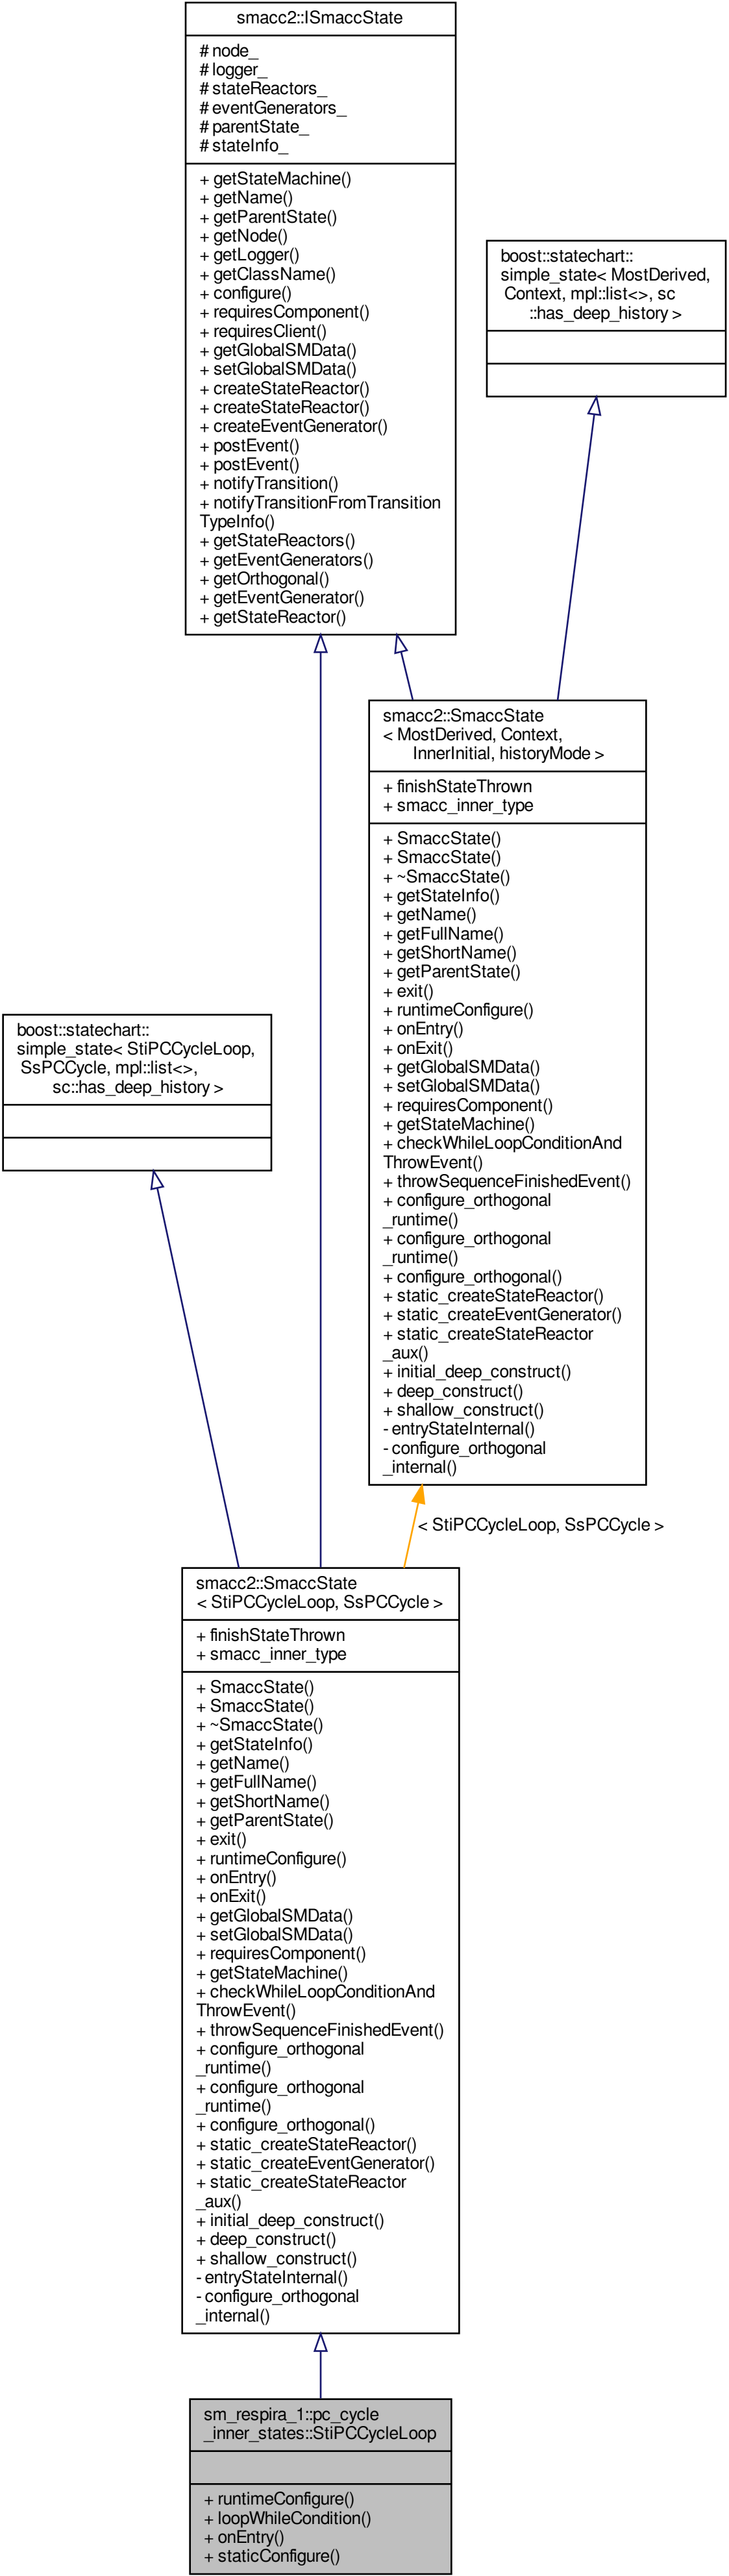 smacc2::ISmaccState
# node_
# logger_
# stateReactors_
# eventGenerators_
# parentState_
# stateInfo_
+ getStateMachine()
+ getName()
+ getParentState()
+ getNode()
+ getLogger()
+ getClassName()
+ configure()
+ requiresComponent()
+ requiresClient()
+ getGlobalSMData()
+ setGlobalSMData()
+ createStateReactor()
+ createStateReactor()
+ createEventGenerator()
+ postEvent()
+ postEvent()
+ notifyTransition()
+ notifyTransitionFromTransition
TypeInfo()
+ getStateReactors()
+ getEventGenerators()
+ getOrthogonal()
+ getEventGenerator()
+ getStateReactor()
boost::statechart::
simple_state< MostDerived,
Context, mpl::list<>, sc
::has_deep_history >
smacc2::SmaccState
< MostDerived, Context,
InnerInitial, historyMode >
+ finishStateThrown
+ smacc_inner_type
+ SmaccState()
+ SmaccState()
+ ~SmaccState()
+ getStateInfo()
+ getName()
+ getFullName()
+ getShortName()
+ getParentState()
+ exit()
+ runtimeConfigure()
+ onEntry()
+ onExit()
+ getGlobalSMData()
+ setGlobalSMData()
+ requiresComponent()
+ getStateMachine()
+ checkWhileLoopConditionAnd
ThrowEvent()
+ throwSequenceFinishedEvent()
+ configure_orthogonal
_runtime()
+ configure_orthogonal
_runtime()
+ configure_orthogonal()
+ static_createStateReactor()
+ static_createEventGenerator()
+ static_createStateReactor
_aux()
+ initial_deep_construct()
+ deep_construct()
+ shallow_construct()
- entryStateInternal()
- configure_orthogonal
_internal()
boost::statechart::
simple_state< StiPCCycleLoop,
SsPCCycle, mpl::list<>,
sc::has_deep_history >
< StiPCCycleLoop, SsPCCycle >
smacc2::SmaccState
< StiPCCycleLoop, SsPCCycle >
+ finishStateThrown
+ smacc_inner_type
+ SmaccState()
+ SmaccState()
+ ~SmaccState()
+ getStateInfo()
+ getName()
+ getFullName()
+ getShortName()
+ getParentState()
+ exit()
+ runtimeConfigure()
+ onEntry()
+ onExit()
+ getGlobalSMData()
+ setGlobalSMData()
+ requiresComponent()
+ getStateMachine()
+ checkWhileLoopConditionAnd
ThrowEvent()
+ throwSequenceFinishedEvent()
+ configure_orthogonal
_runtime()
+ configure_orthogonal
_runtime()
+ configure_orthogonal()
+ static_createStateReactor()
+ static_createEventGenerator()
+ static_createStateReactor
_aux()
+ initial_deep_construct()
+ deep_construct()
+ shallow_construct()
- entryStateInternal()
- configure_orthogonal
_internal()
sm_respira_1::pc_cycle
_inner_states::StiPCCycleLoop
+ runtimeConfigure()
+ loopWhileCondition()
+ onEntry()
+ staticConfigure()